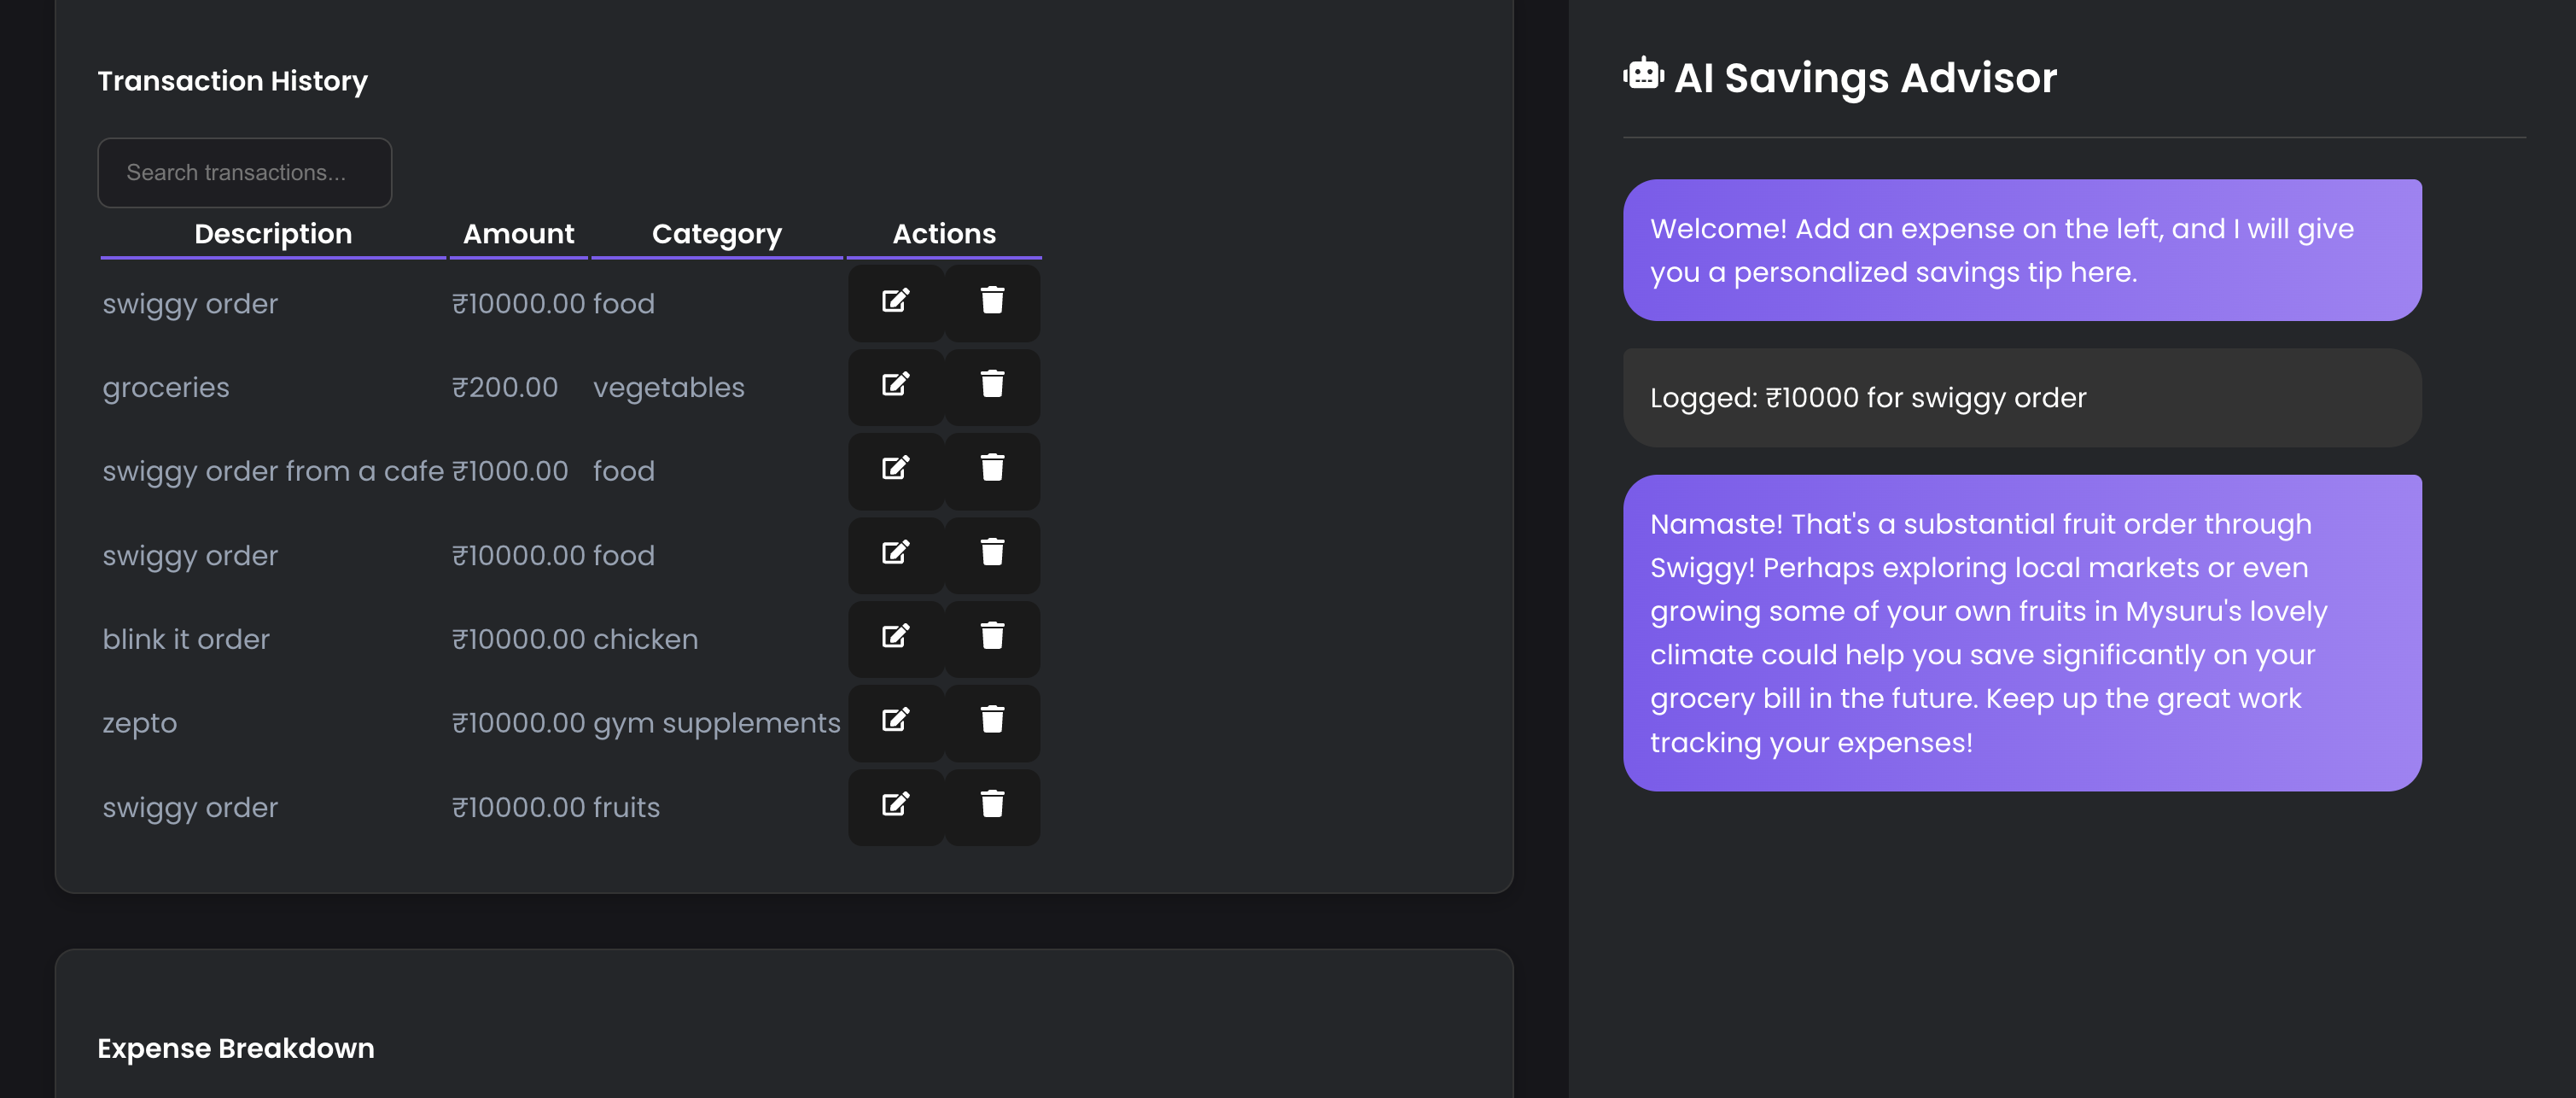 Transaction History
Search transactions...
Description Amount Category Actions
swiggy order ₹10000.00 food
groceries ₹200.00 vegetables
swiggy order from a cafe ₹1000.00 food
swiggy order ₹10000.00 food
blink it order ₹10000.00 chicken
zepto ₹10000.00 gym supplements
swiggy order ₹10000.00 fruits
Expense Breakdown
AI Savings Advisor
Welcome! Add an expense on the left, and I will give
you a personalized savings tip here.
Logged: ₹10000 for swiggy order
Namaste! That's a substantial fruit order through
Swiggy! Perhaps exploring local markets or even
growing some of your own fruits in Mysuru's lovely
climate could help you save significantly on your
grocery bill in the future. Keep up the great work
tracking your expenses!